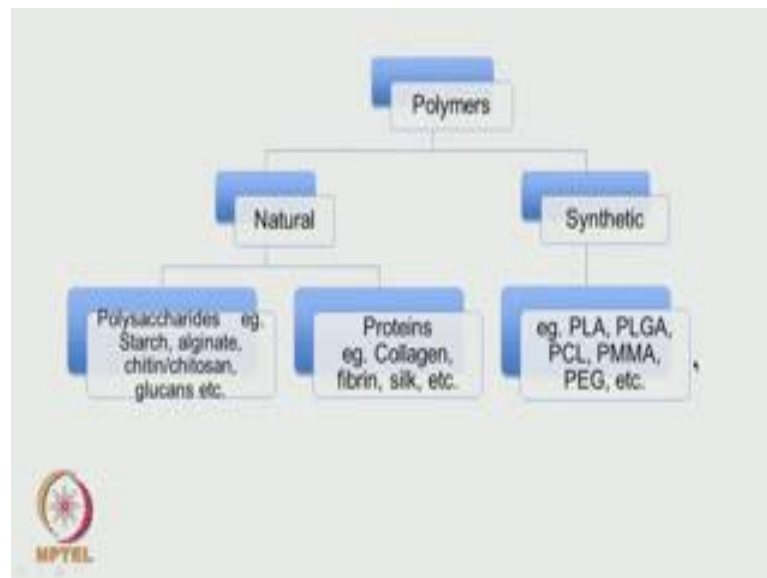 Polymers
Natural
Synthetic
Polysaccharides eg.
Starch, alginate,
chitin/chitosan,
glucans etc.
Proteins
eg. Collagen,
fibrin, silk, etc.
eg. PLA, PLGA,
PCL, PMMA,
PEG, etc.
NPTEL